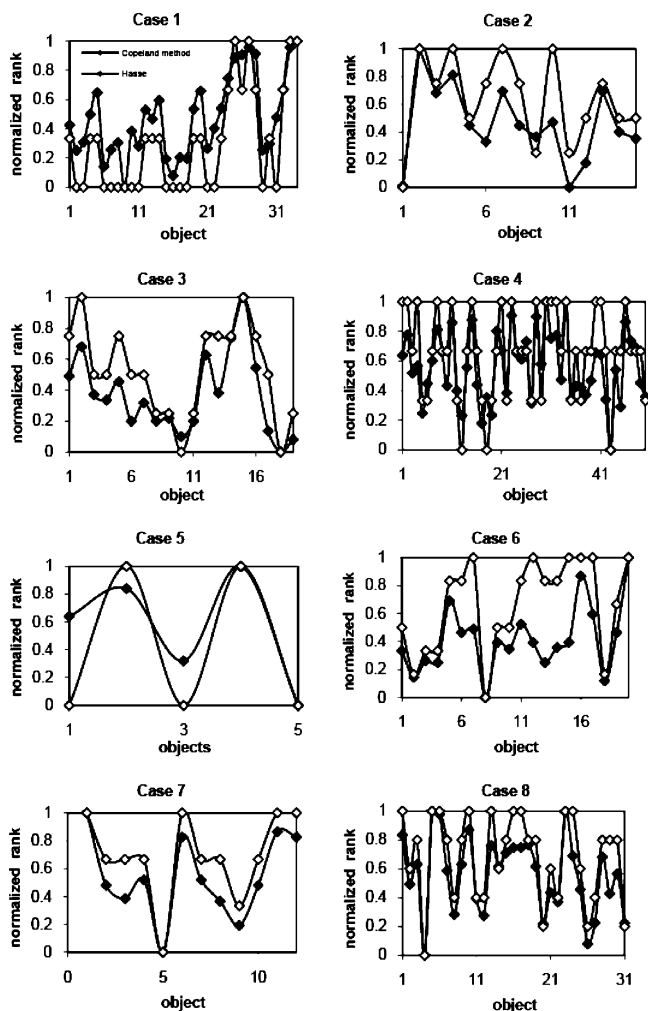 Case 1
normalized rank
1
0.8
0.6
0.4
0.2
0
Copeland method
Hasse
1 11 21 31
object
Case 2
normalized rank
1
0.8
0.6
0.4
0.2
0
1 6 11
object
Case 3
normalized rank
1
0.8
0.6
0.4
0.2
0
1 6 11 16
object
Case 4
normalized rank
1
0.8
0.6
0.4
0.2
0
1 21 41
object
Case 5
normalized rank
1
0.8
0.6
0.4
0.2
0
1 3 5
objects
Case 6
normalized rank
1
0.8
0.6
0.4
0.2
0
1 6 11 16
object
Case 7
normalized rank
1
0.8
0.6
0.4
0.2
0
0 5 10
object
Case 8
normalized rank
1
0.8
0.6
0.4
0.2
0
1 11 21 31
object